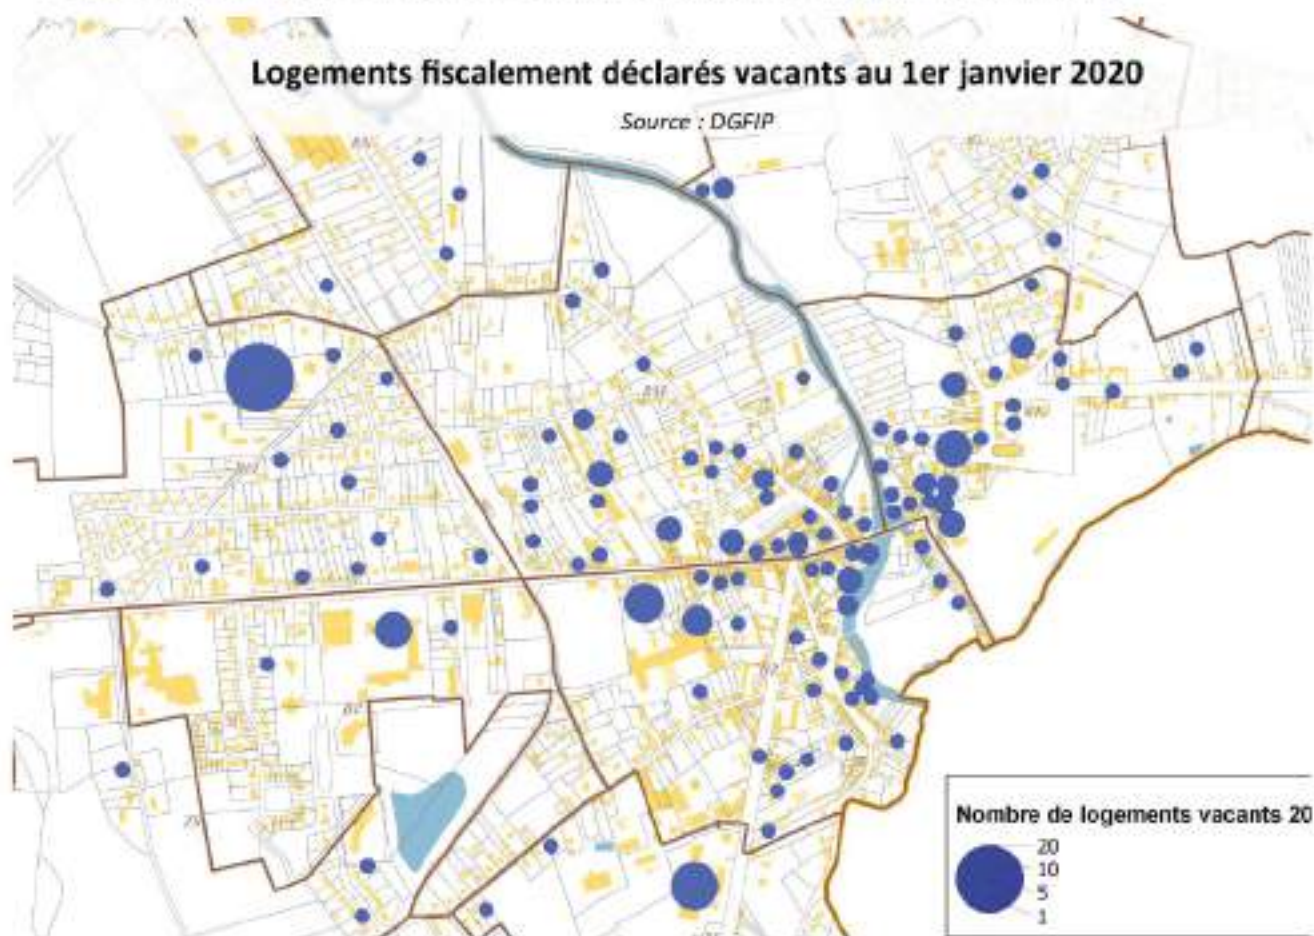 Logements fiscalement déclarés vacants au 1er janvier 2020
Source : DGFIP
Nombre de logements vacants 20
20
10
5
1